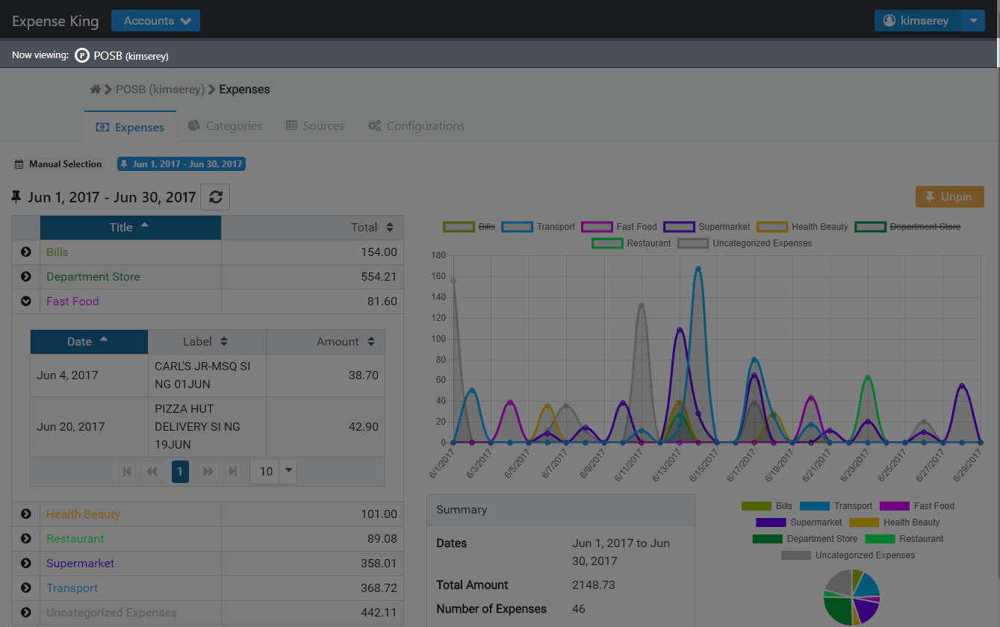 Expense King Accounts kimserey
Now viewing: P POSB (kimserey)
POSB (kimserey) Expenses
Expenses Categories Sources Configurations
Manual Selection Jun 1, 2017 - Jun 30, 2017
Jun 1, 2017 - Jun 30, 2017 Unpin
Title Total
Bills 154.00
Department Store 554.21
Fast Food 81.60
Date Label Amount
Jun 4, 2017 CARL'S JR-MSQ SI 38.70
NG 01JUN
Jun 20, 2017 PIZZA HUT 42.90
DELIVERY SI NG
19JUN
1 10
Health Beauty 101.00
Restaurant 89.08
Supermarket 358.01
Transport 368.72
Uncategorized Expenses 442.11
Bills Transport Fast Food Supermarket Health Beauty Department Store
Restaurant Uncategorized Expenses
180
160
140
120
100
80
60
40
20
0
6/1/2017 6/3/2017 6/5/2017 6/7/2017 6/9/2017 6/11/2017 6/13/2017 6/15/2017 6/17/2017 6/19/2017 6/21/2017 6/23/2017 6/25/2017 6/27/2017 6/29/2017
Summary
Dates Jun 1, 2017 to Jun
30, 2017
Total Amount 2148.73
Number of Expenses 46
Bills Transport Fast Food
Supermarket Health Beauty
Department Store Restaurant
Uncategorized Expenses